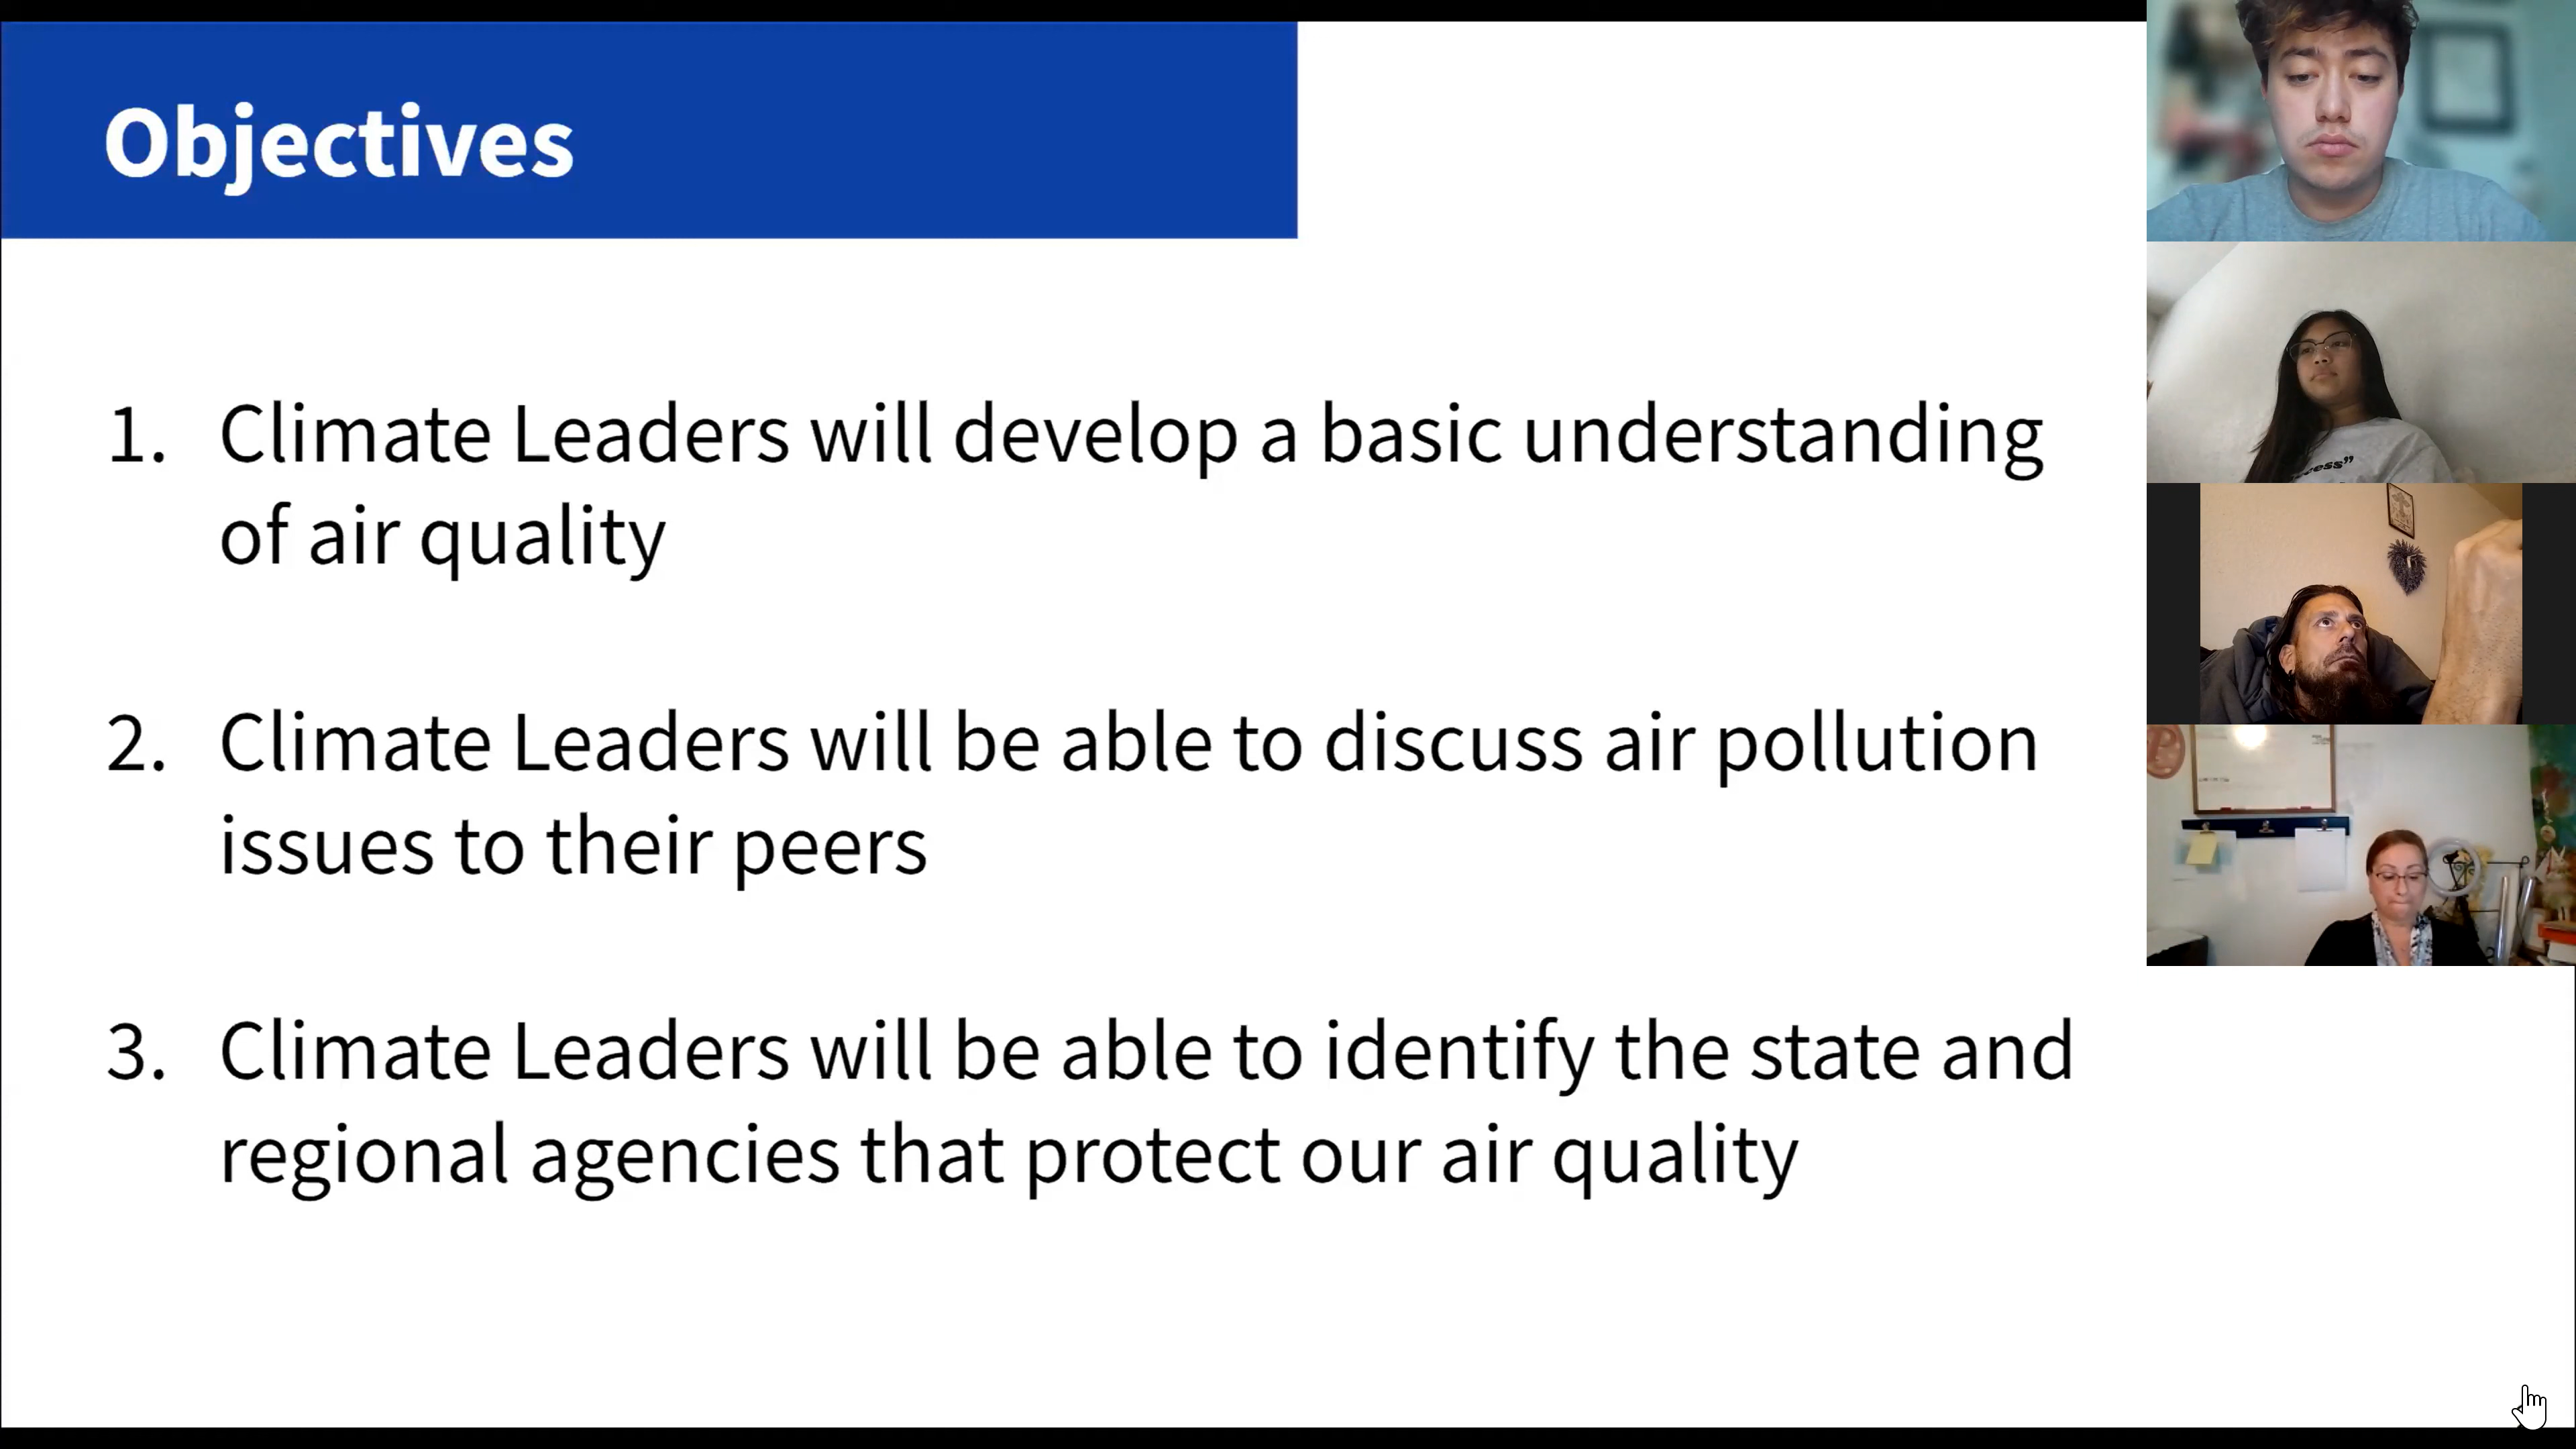 Objectives
1. Climate Leaders will develop a basic understanding
of air quality
2. Climate Leaders will be able to discuss air pollution
issues to their peers
3. Climate Leaders will be able to identify the state and
regional agencies that protect our air quality